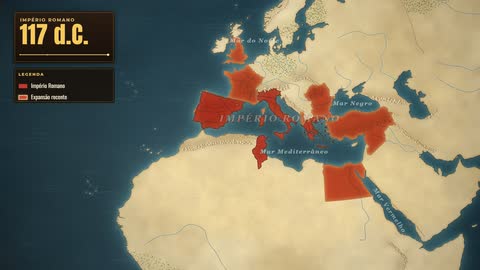 IMPÉRIO ROMANO
117 d.C.
LEGENDA
Império Romano
Expansão recente
Mar do Norte
Mar Negro
IMPÉRIO ROMANO
Mar Mediterrâneo
Mar Vermelho